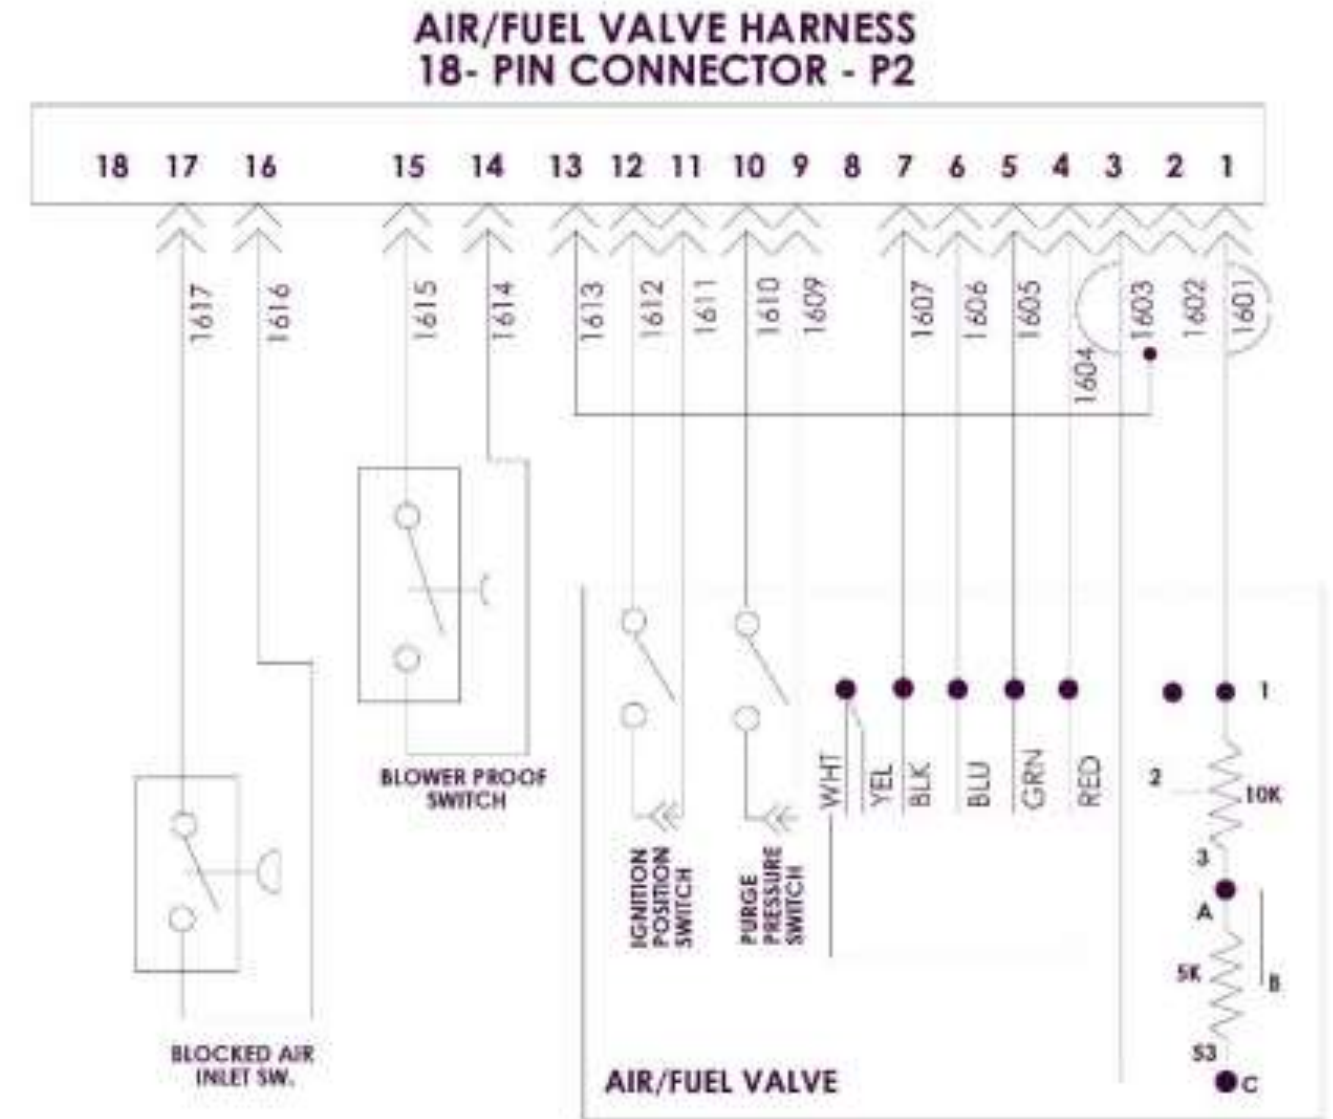 AIR/FUEL VALVE HARNESS
18- PIN CONNECTOR - P2
18 17 16 15 14 13 12 11 10 9 8 7 6 5 4 3 2 1
1617
1616
1615
1614
1613
1612
1611
1610
1609
1607
1606
1605
1604
1603
1602
1601
1
WHT
YEL
BLK
BLU
GRN
RED
2
10K
BLOWER PROOF
SWITCH
3
A
IGNITION
POSITION
SWITCH
PURGE
PRESSURE
SWITCH
5K
B
BLOCKED AIR
INLET SW.
S3
C
AIR/FUEL VALVE